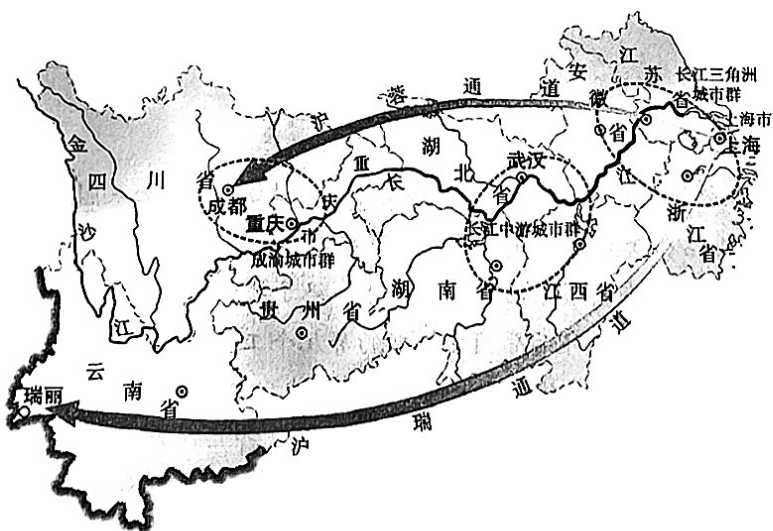 江
苏
省
安
徽
省
长江三角洲
城市群
上海市
上海
浙
江
省
沪
蓉
通
道
金
沙
江
四
川
省
成都
重
庆
市
重庆
成渝城市群
长
江
湖
北
省
武汉
长江中游城市群
湖
南
省
江
西
省
贵
州
省
云
南
省
瑞丽
沪
瑞
通
道